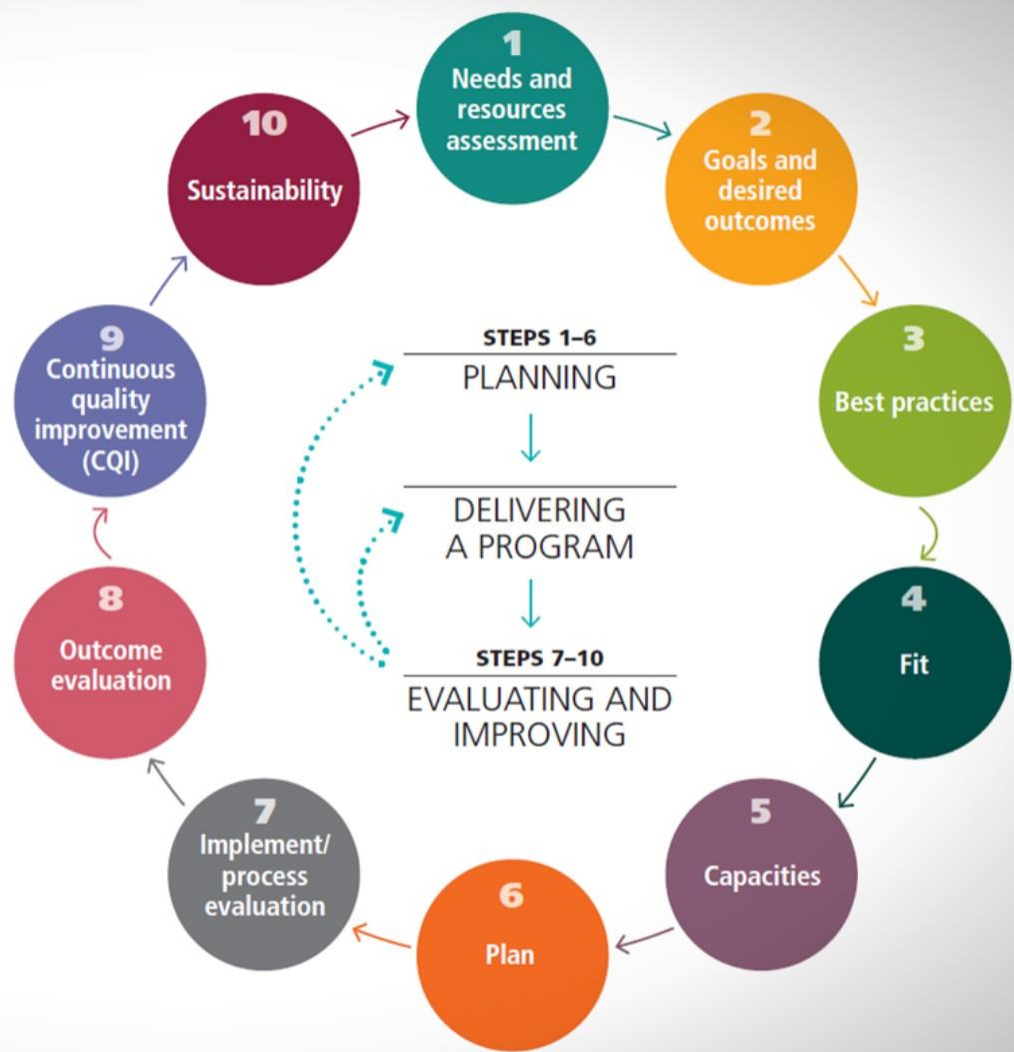 1
Needs and
resources
assessment
2
Goals and
desired
outcomes
3
Best practices
4
Fit
5
Capacities
6
Plan
7
Implement/
process
evaluation
8
Outcome
evaluation
9
Continuous
quality
improvement
(CQI)
10
Sustainability
STEPS 1–6
PLANNING
DELIVERING
A PROGRAM
STEPS 7–10
EVALUATING AND
IMPROVING